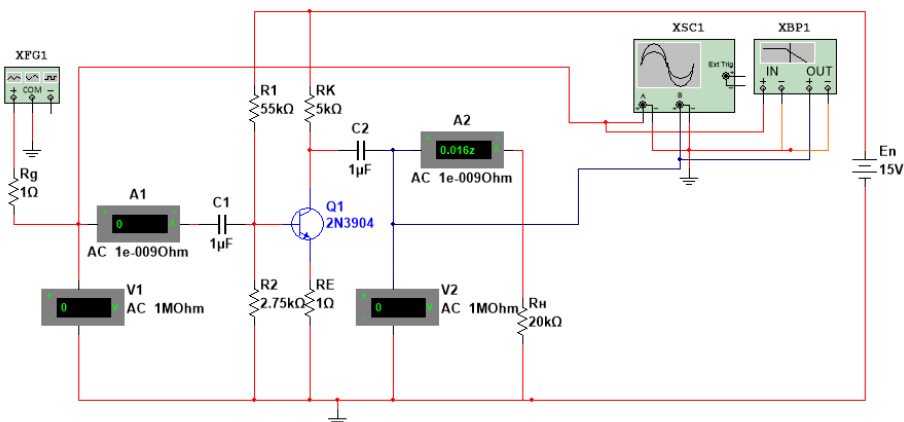 XFG1
COM
Rg
1Ω
A1
0
A
AC 1e-009Ohm
C1
1µF
V1
0
V
AC 1MOhm
R1
55kΩ
RK
5kΩ
C2
1µF
Q1
2N3904
R2
2.75kΩ
RE
1Ω
A2
0.016z
A
AC 1e-009Ohm
V2
0
V
AC 1MOhm
Rн
20kΩ
XSC1
Ext Trig
A
B
XBP1
IN
OUT
En
15V